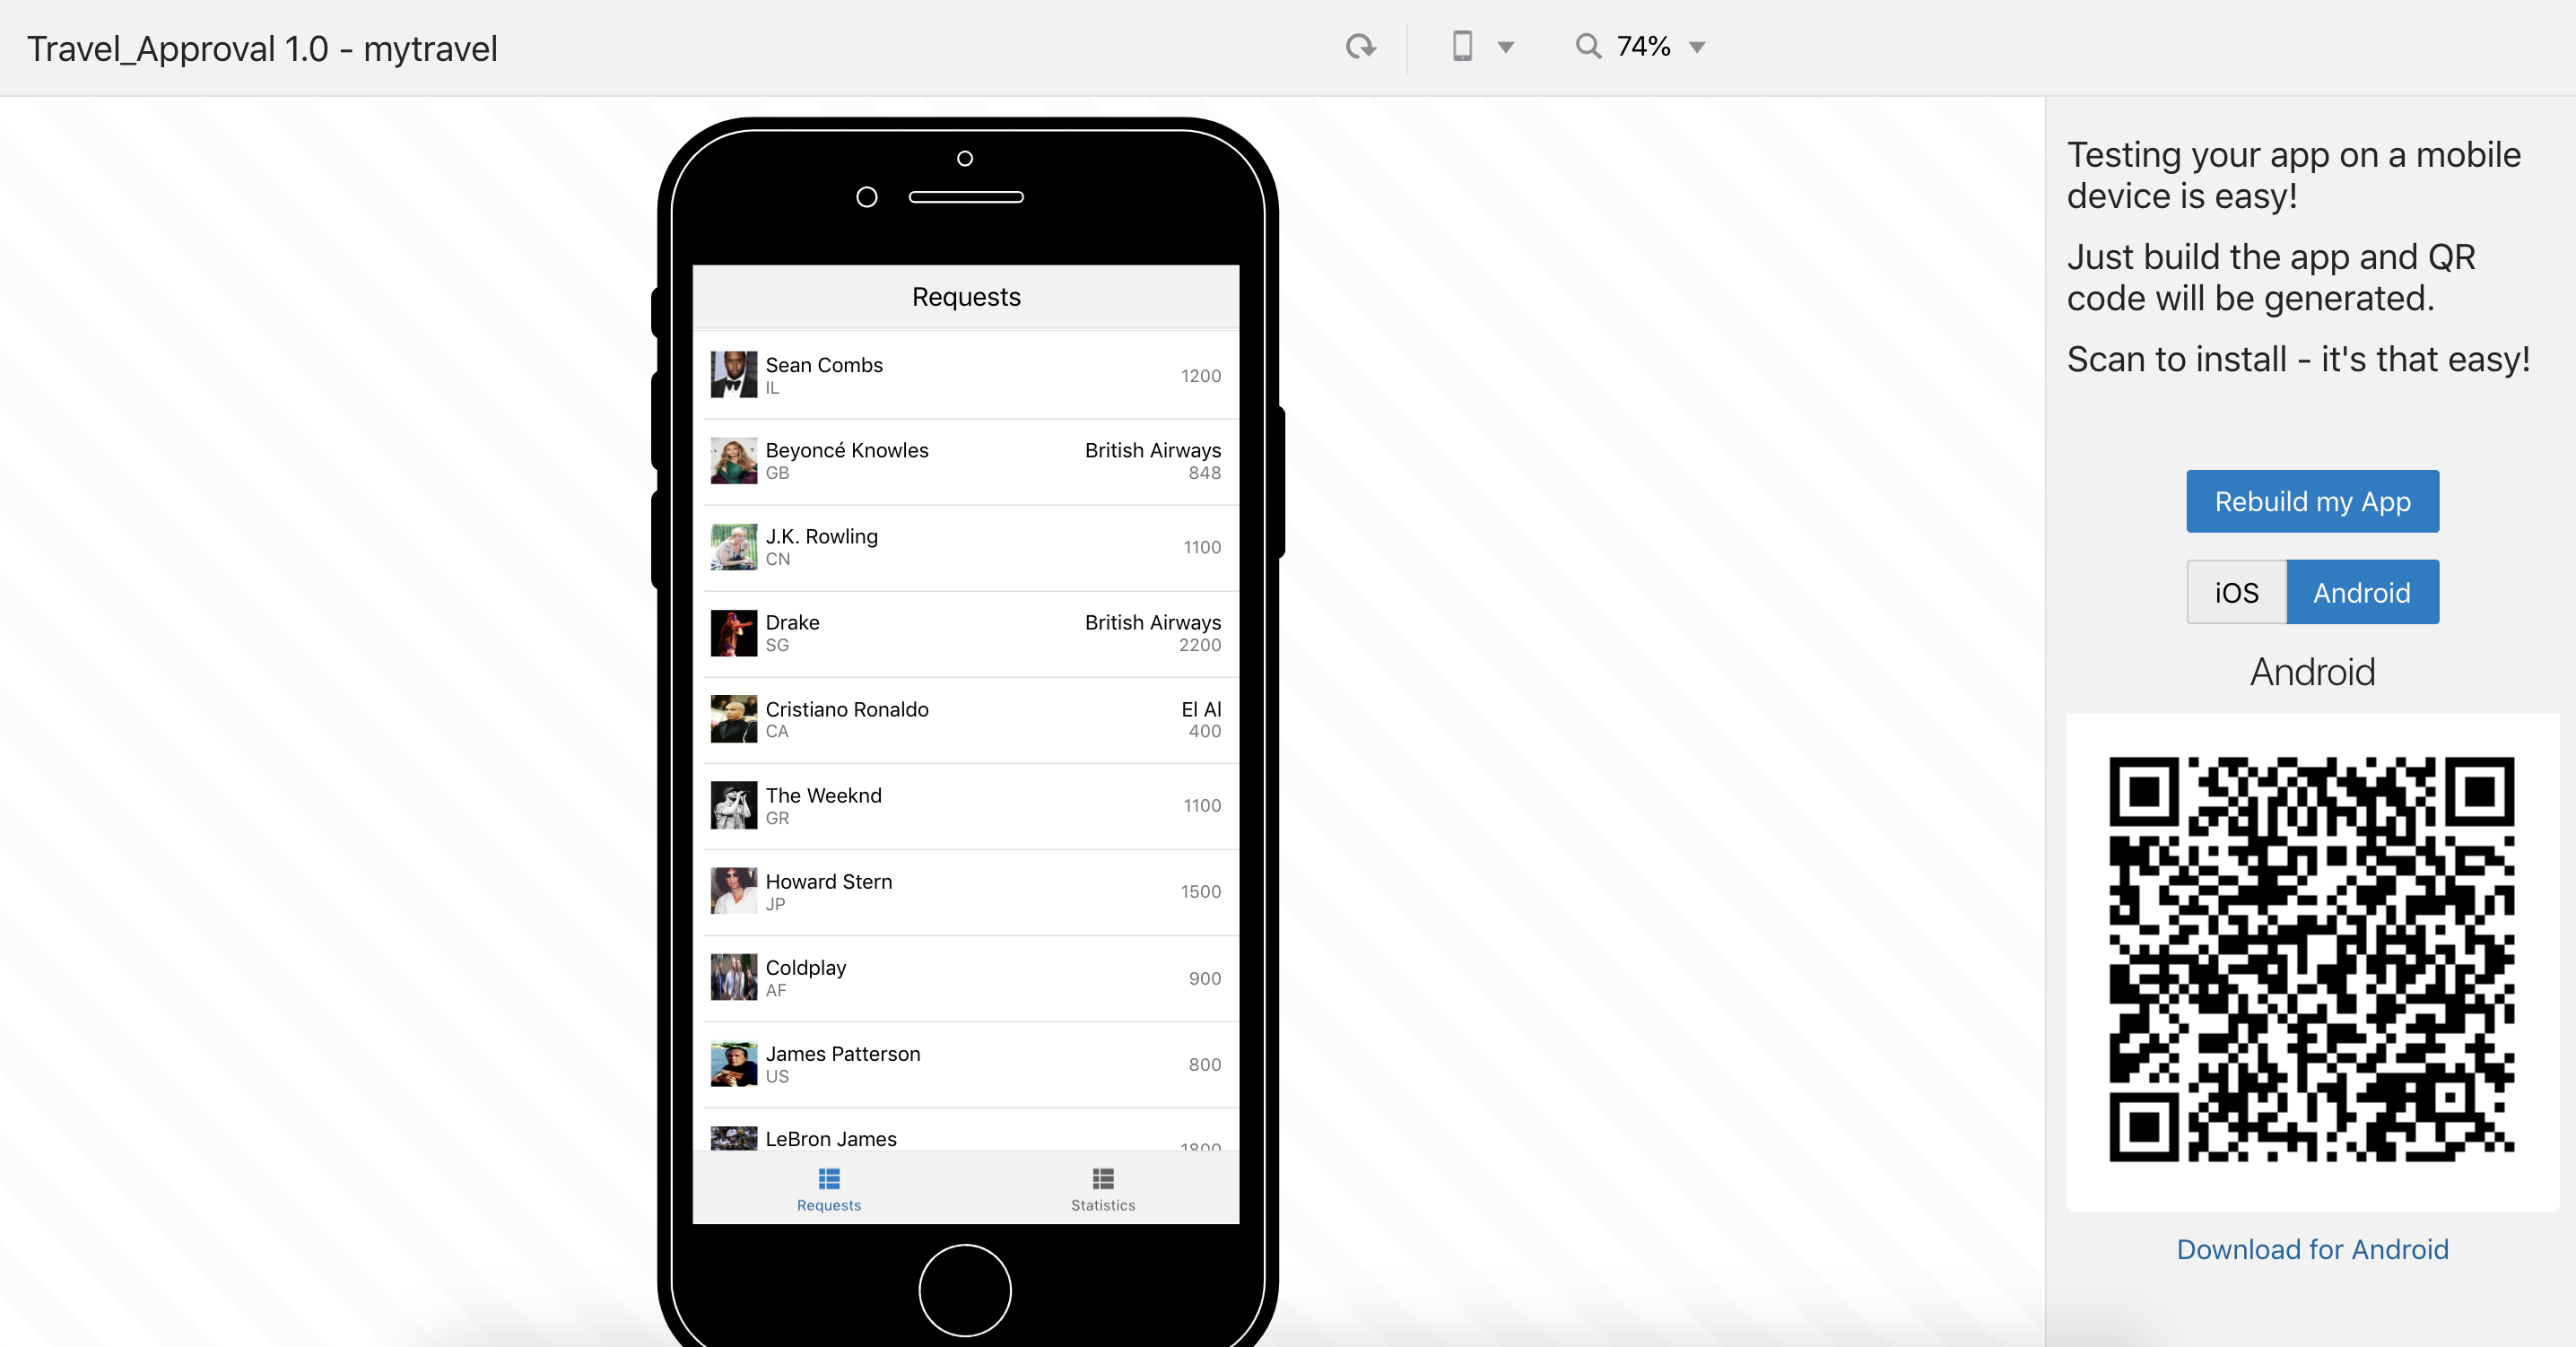 Travel_Approval 1.0 - mytravel
74%
Requests
Sean Combs
IL
1200
Beyoncé Knowles
British Airways
GB
848
J.K. Rowling
CN
1100
Drake
British Airways
SG
2200
Cristiano Ronaldo
El Al
CA
400
The Weeknd
GR
1100
Howard Stern
JP
1500
Coldplay
AF
900
James Patterson
US
800
LeBron James
1800
Requests
Statistics
Testing your app on a mobile
device is easy!
Just build the app and QR
code will be generated.
Scan to install - it's that easy!
Rebuild my App
iOS
Android
Android
Download for Android